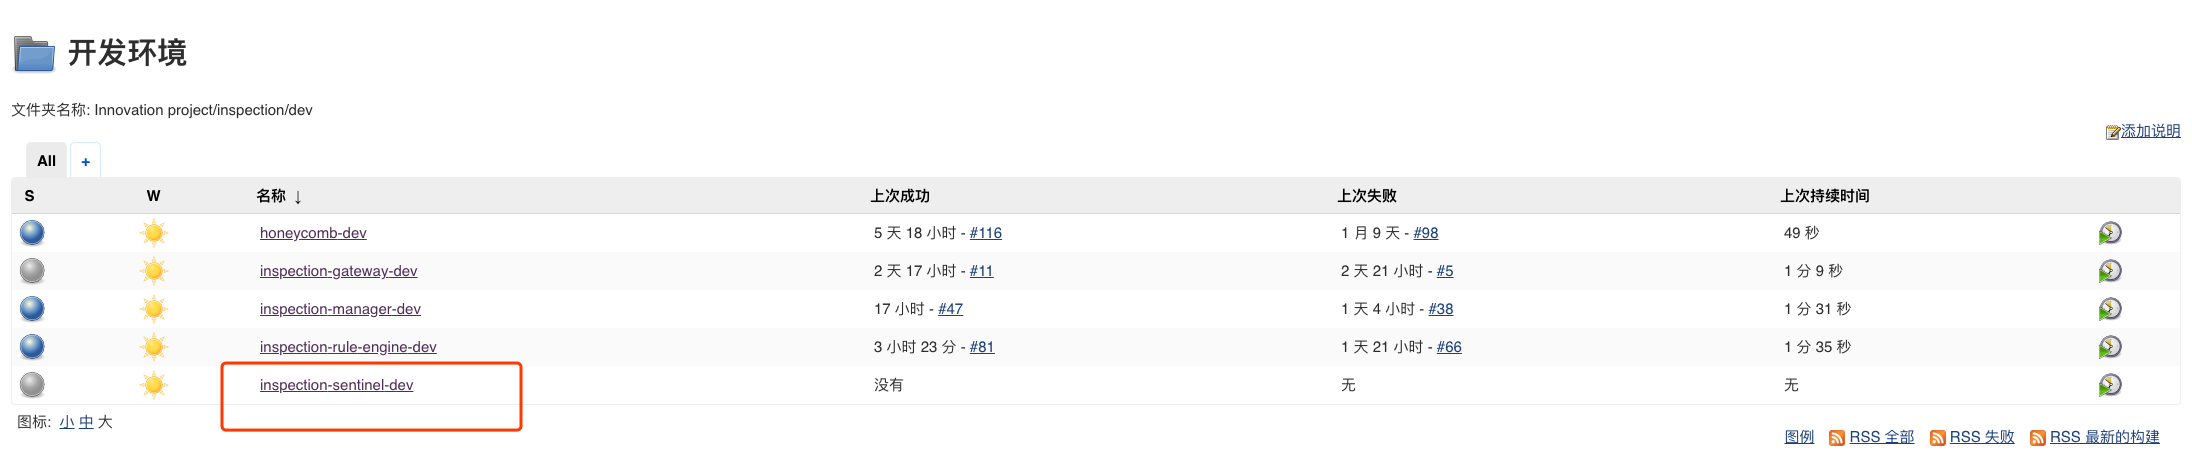 开发环境
文件夹名称: Innovation project/inspection/dev
添加说明
All +
S W 名称 ↓ 上次成功 上次失败 上次持续时间
honeycomb-dev 5 天 18 小时 - #116 1 月 9 天 - #98 49 秒
inspection-gateway-dev 2 天 17 小时 - #11 2 天 21 小时 - #5 1 分 9 秒
inspection-manager-dev 17 小时 - #47 1 天 4 小时 - #38 1 分 31 秒
inspection-rule-engine-dev 3 小时 23 分 - #81 1 天 21 小时 - #66 1 分 35 秒
inspection-sentinel-dev 没有 无 无
图标: 小 中 大
图例 RSS 全部 RSS 失败 RSS 最新的构建